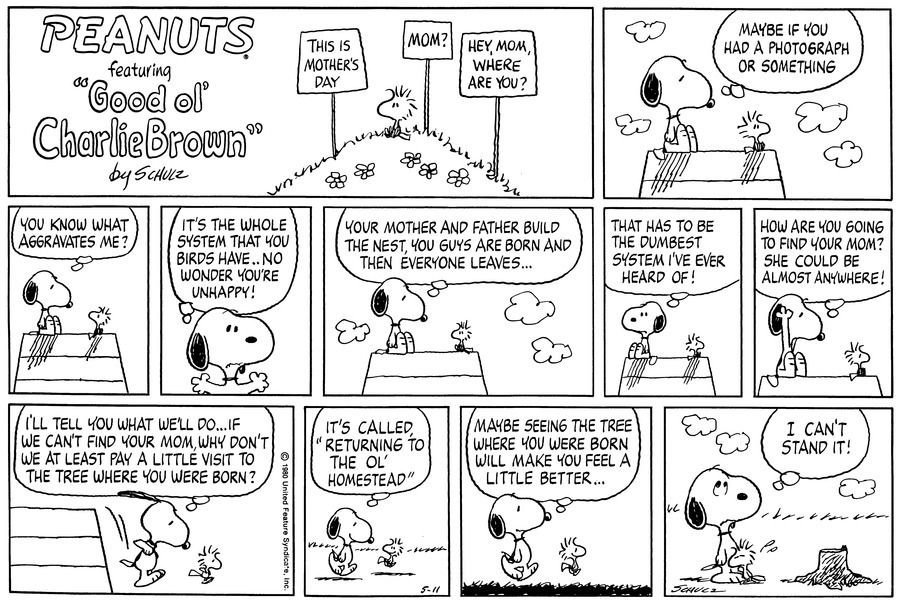 PEANUTS
featuring
"Good ol'
Charlie Brown"
by SCHULZ
THIS IS
MOTHER'S
DAY
MOM?
HEY, MOM,
WHERE
ARE YOU?
MAYBE IF YOU
HAD A PHOTOGRAPH
OR SOMETHING
YOU KNOW WHAT
AGGRAVATES ME?
IT'S THE WHOLE
SYSTEM THAT YOU
BIRDS HAVE.. NO
WONDER YOU'RE
UNHAPPY!
YOUR MOTHER AND FATHER BUILD
THE NEST, YOU GUYS ARE BORN AND
THEN EVERYONE LEAVES...
THAT HAS TO BE
THE DUMBEST
SYSTEM I'VE EVER
HEARD OF!
HOW ARE YOU GOING
TO FIND YOUR MOM?
SHE COULD BE
ALMOST ANYWHERE!
I'LL TELL YOU WHAT WE'LL DO...IF
WE CAN'T FIND YOUR MOM, WHY DON'T
WE AT LEAST PAY A LITTLE VISIT TO
THE TREE WHERE YOU WERE BORN?
© 1980 United Feature Syndicate, Inc.
IT'S CALLED,
"RETURNING TO
THE OL'
HOMESTEAD"
5-11
MAYBE SEEING THE TREE
WHERE YOU WERE BORN
WILL MAKE YOU FEEL A
LITTLE BETTER...
I CAN'T
STAND IT!
SCHULZ